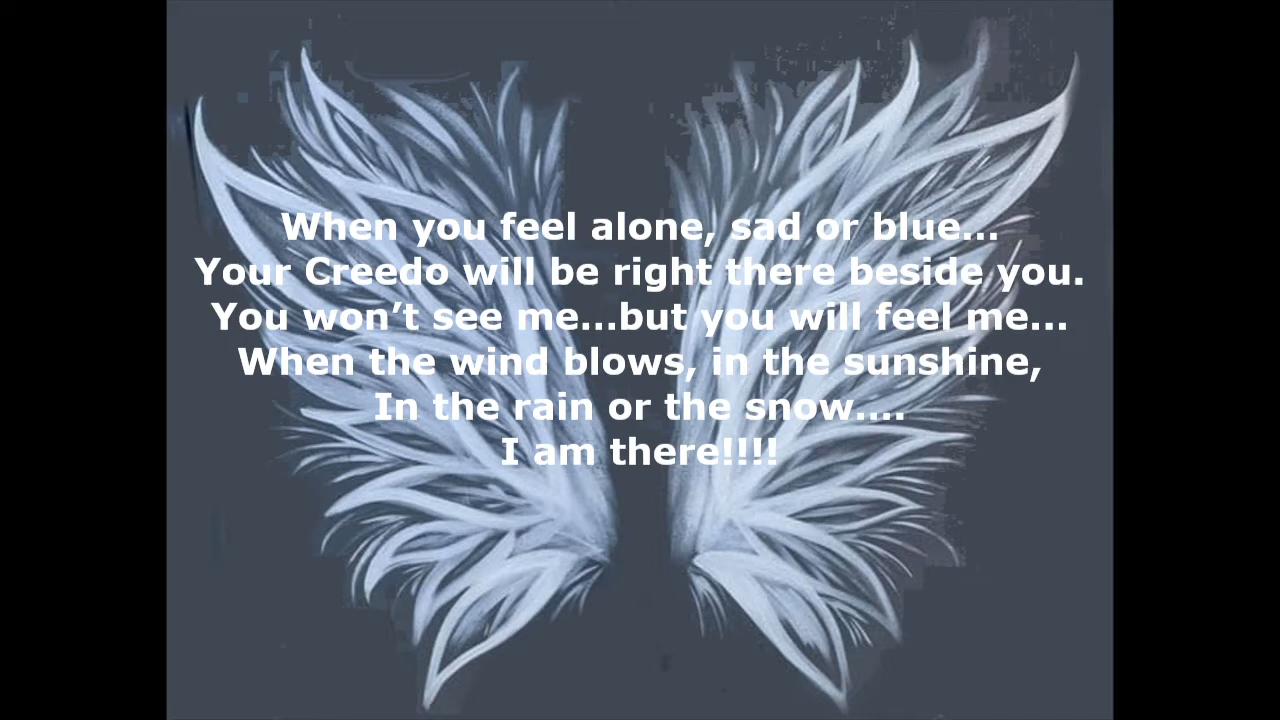 When you feel alone, sad or blue...
Your Creedo will be right there beside you.
You won’t see me...but you will feel me...
When the wind blows, in the sunshine,
In the rain or the snow....
I am there!!!!